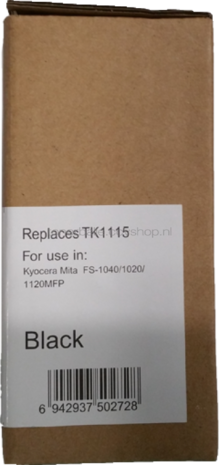 Replaces TK1115
For use in:
Kyocera Mita FS-1040/1020/
1120MFP
Black
6 942937 502728